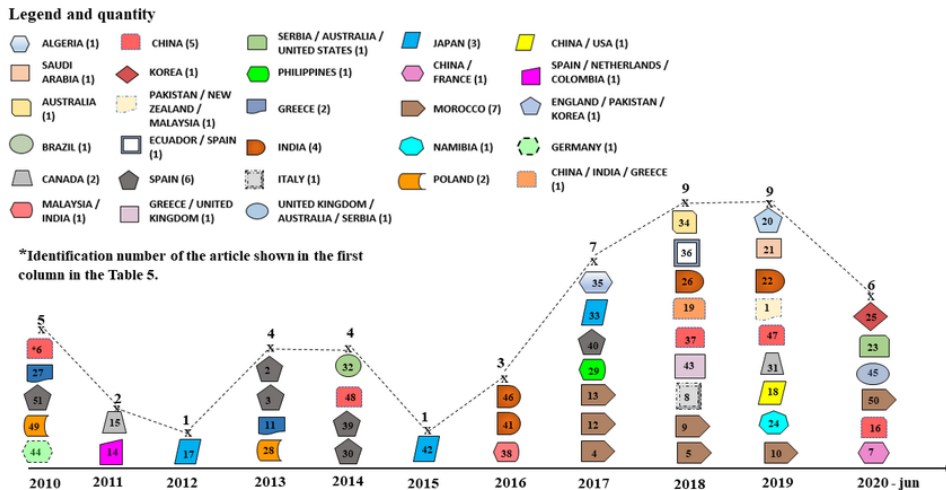 Legend and quantity
ALGERIA (1)
CHINA (5)
SERBIA / AUSTRALIA /
UNITED STATES (1)
JAPAN (3)
CHINA / USA (1)
SAUDI
ARABIA (1)
KOREA (1)
PHILIPPINES (1)
CHINA /
FRANCE (1)
SPAIN / NETHERLANDS /
COLOMBIA (1)
AUSTRALIA
(1)
PAKISTAN / NEW
ZEALAND /
MALAYSIA (1)
GREECE (2)
MOROCCO (7)
ENGLAND / PAKISTAN /
KOREA (1)
BRAZIL (1)
ECUADOR / SPAIN
(1)
INDIA (4)
NAMIBIA (1)
GERMANY (1)
CANADA (2)
SPAIN (6)
ITALY (1)
POLAND (2)
CHINA / INDIA / GREECE
(1)
MALAYSIA /
INDIA (1)
GREECE / UNITED
KINGDOM (1)
UNITED KINGDOM /
AUSTRALIA / SERBIA (1)
*Identification number of the article shown in the first
column in the Table 5.
5
*6
27
51
49
44
2010
2
15
14
2011
1
17
2012
4
2
3
11
28
2013
4
32
48
39
30
2014
1
42
2015
3
46
41
38
2016
7
35
33
40
29
13
12
4
2017
9
34
36
26
19
37
43
8
9
5
2018
9
20
21
22
1
47
31
18
24
10
2019
6
25
23
45
50
16
7
2020 - jun